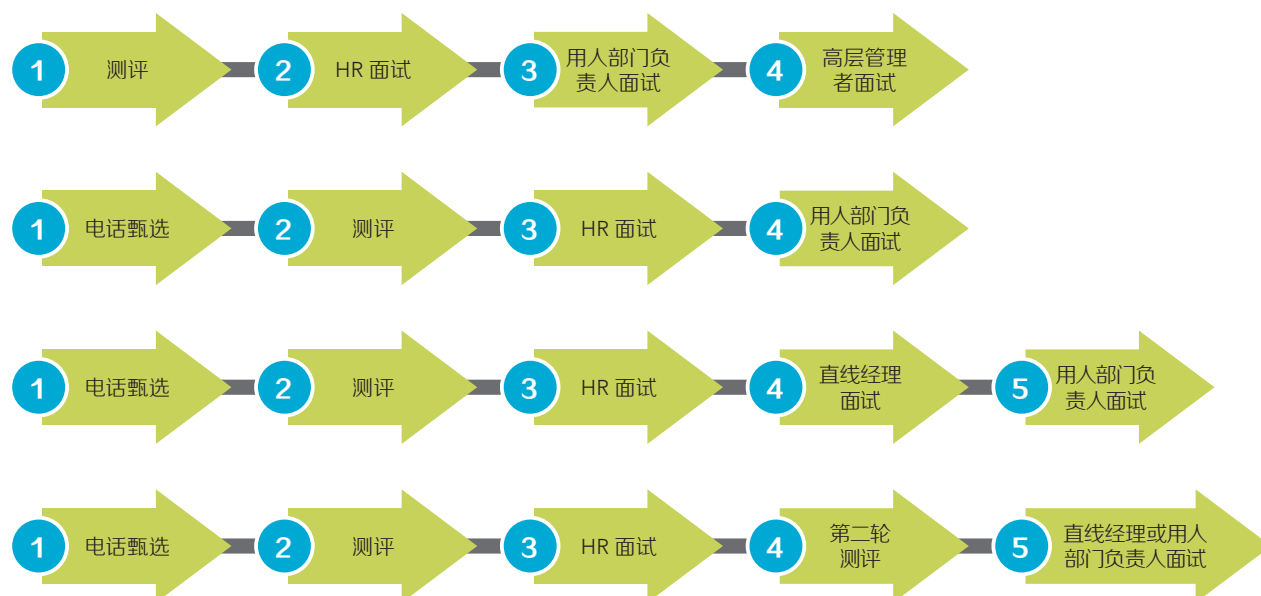 1 测评 2 HR 面试 3 用人部门负
责人面试 4 高层管理
者面试
1 电话甄选 2 测评 3 HR 面试 4 用人部门负
责人面试
1 电话甄选 2 测评 3 HR 面试 4 直线经理
面试 5 用人部门负
责人面试
1 电话甄选 2 测评 3 HR 面试 4 第二轮
测评 5 直线经理或用人
部门负责人面试